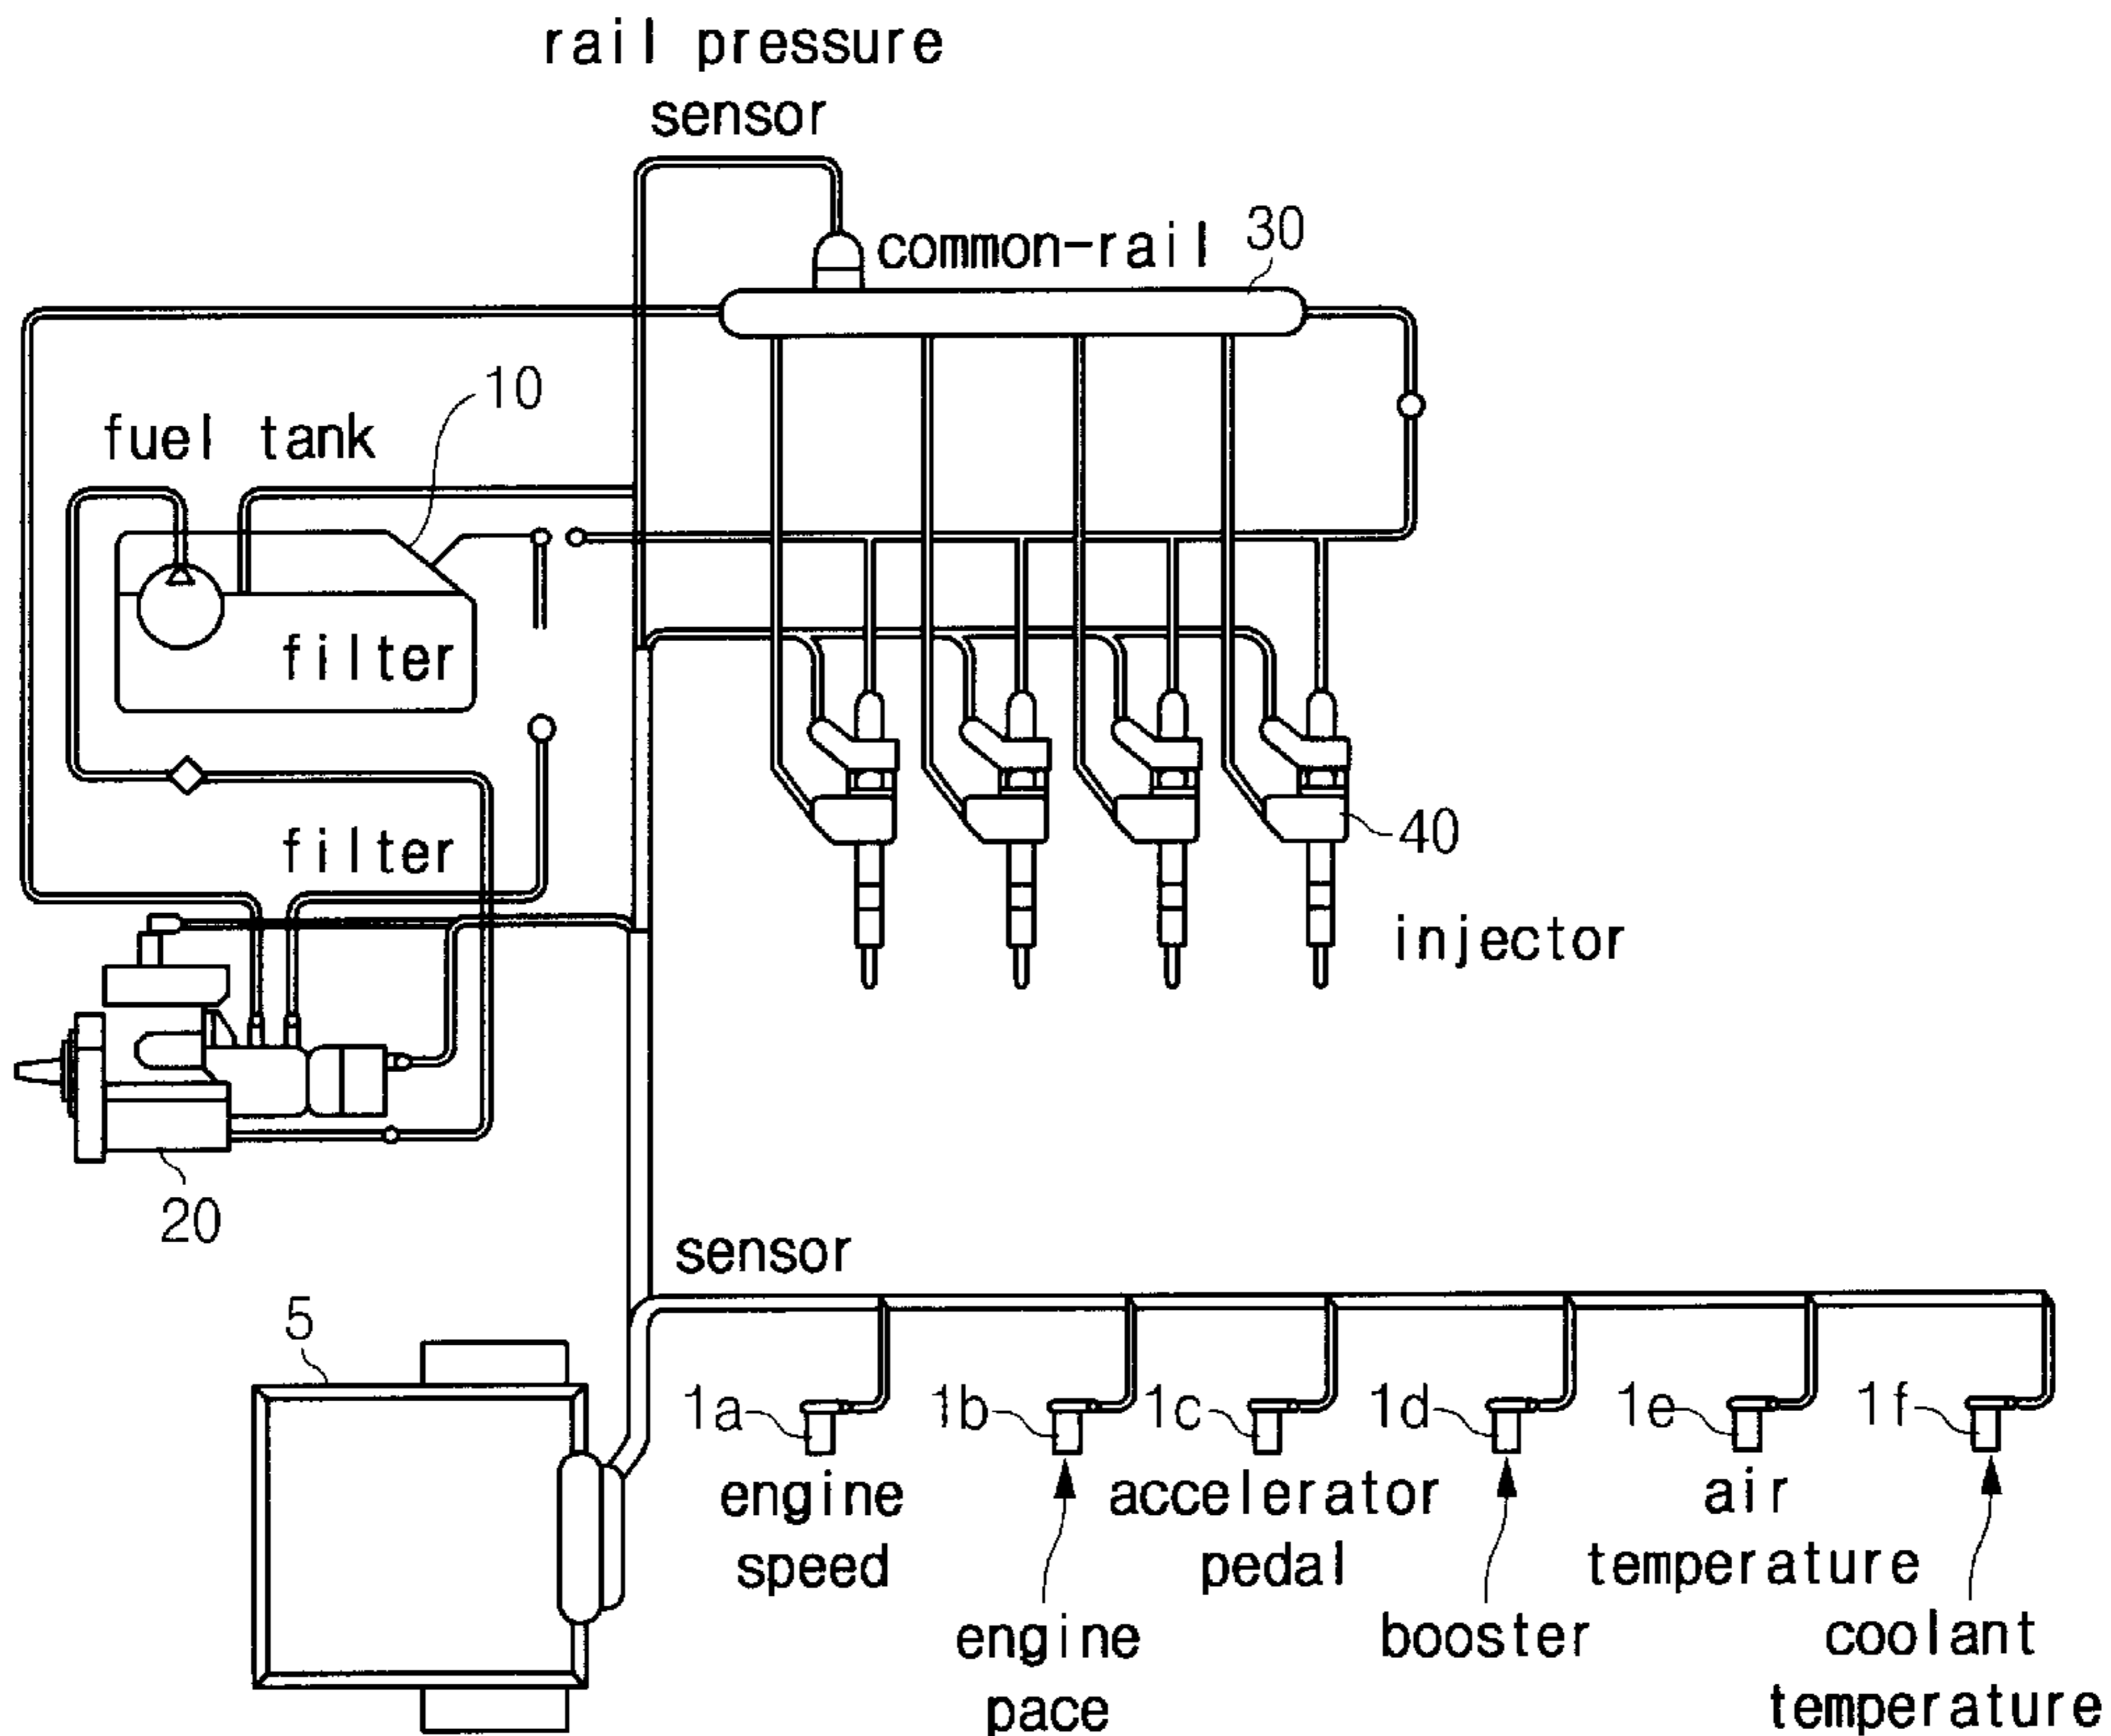 rail pressure
sensor
common-rail 30
10
fuel tank
filter
filter
40
injector
20
sensor
5
1a 1b 1c 1d 1e 1f
engine
speed
engine
pace
accelerator
pedal
booster
air
temperature
coolant
temperature